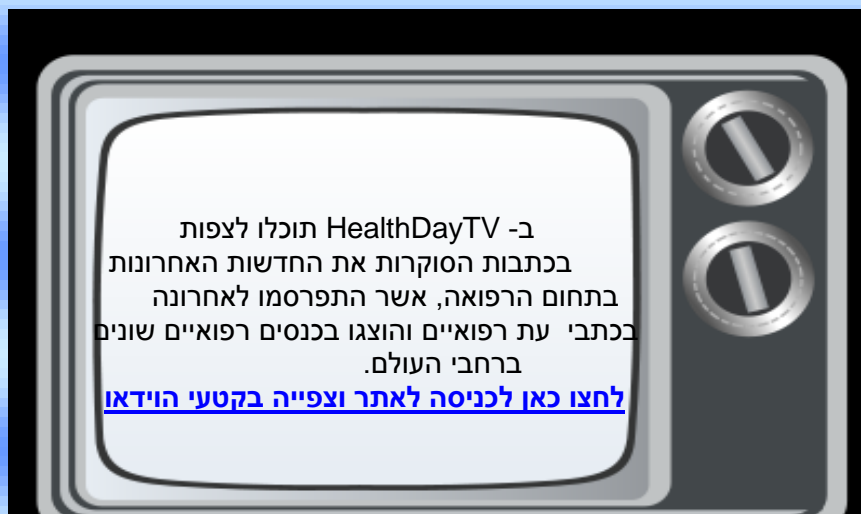 ב- HealthDayTV תוכלו לצפות
בכתבות הסוקרות את החדשות האחרונות
בתחום הרפואה, אשר התפרסמו לאחרונה
בכתבי עת רפואיים והוצגו בכנסים רפואיים שונים
ברחבי העולם.
לחצו כאן לכניסה לאתר וצפייה בקטעי הוידאו